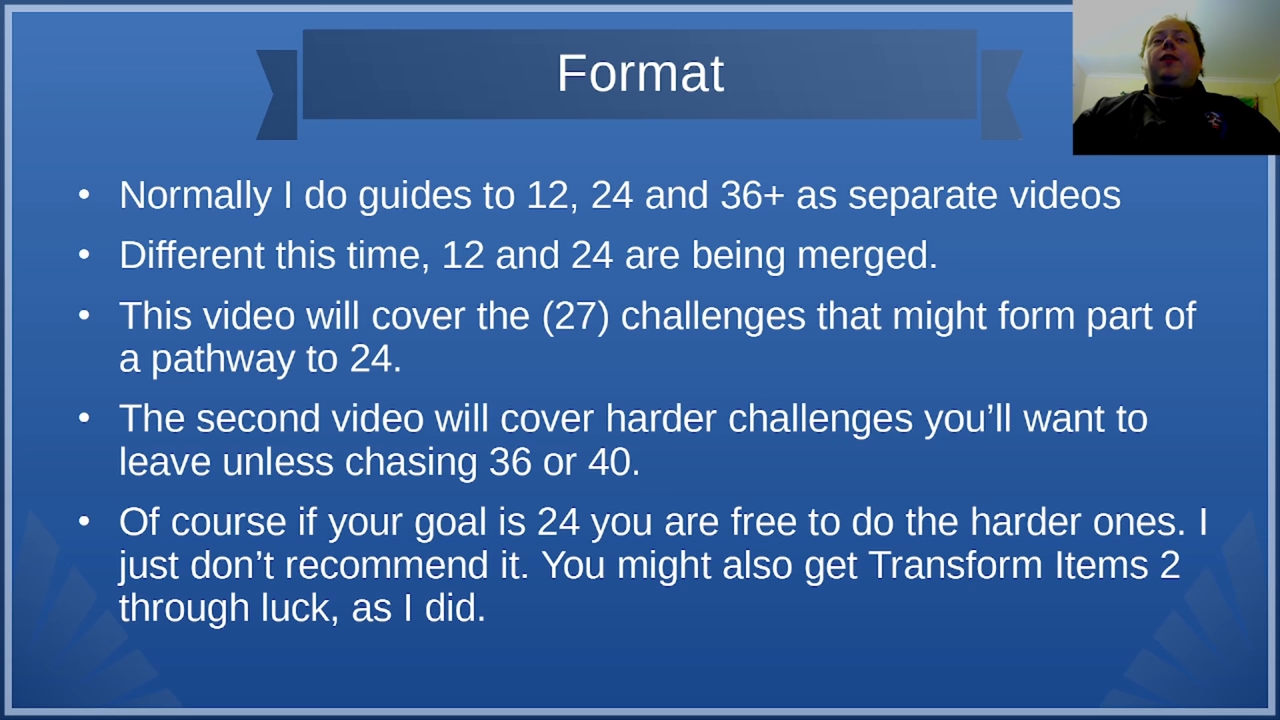 Format
• Normally I do guides to 12, 24 and 36+ as separate videos
• Different this time, 12 and 24 are being merged.
• This video will cover the (27) challenges that might form part of
a pathway to 24.
• The second video will cover harder challenges you’ll want to
leave unless chasing 36 or 40.
• Of course if your goal is 24 you are free to do the harder ones. I
just don’t recommend it. You might also get Transform Items 2
through luck, as I did.